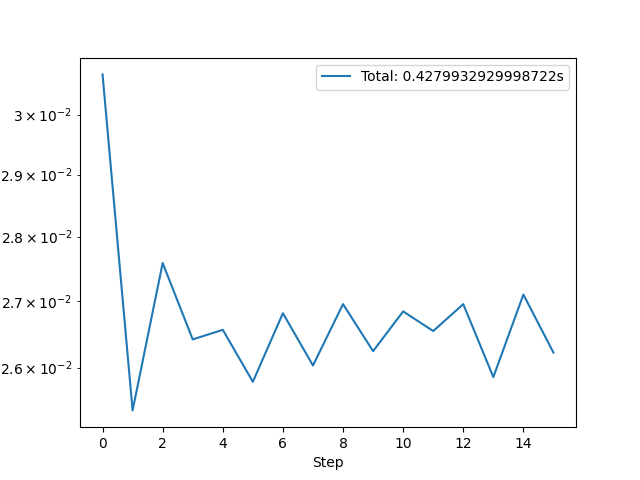 Total: 0.4279932929998722s
3 × 10⁻²
2.9 × 10⁻²
2.8 × 10⁻²
2.7 × 10⁻²
2.6 × 10⁻²
0 2 4 6 8 10 12 14
Step